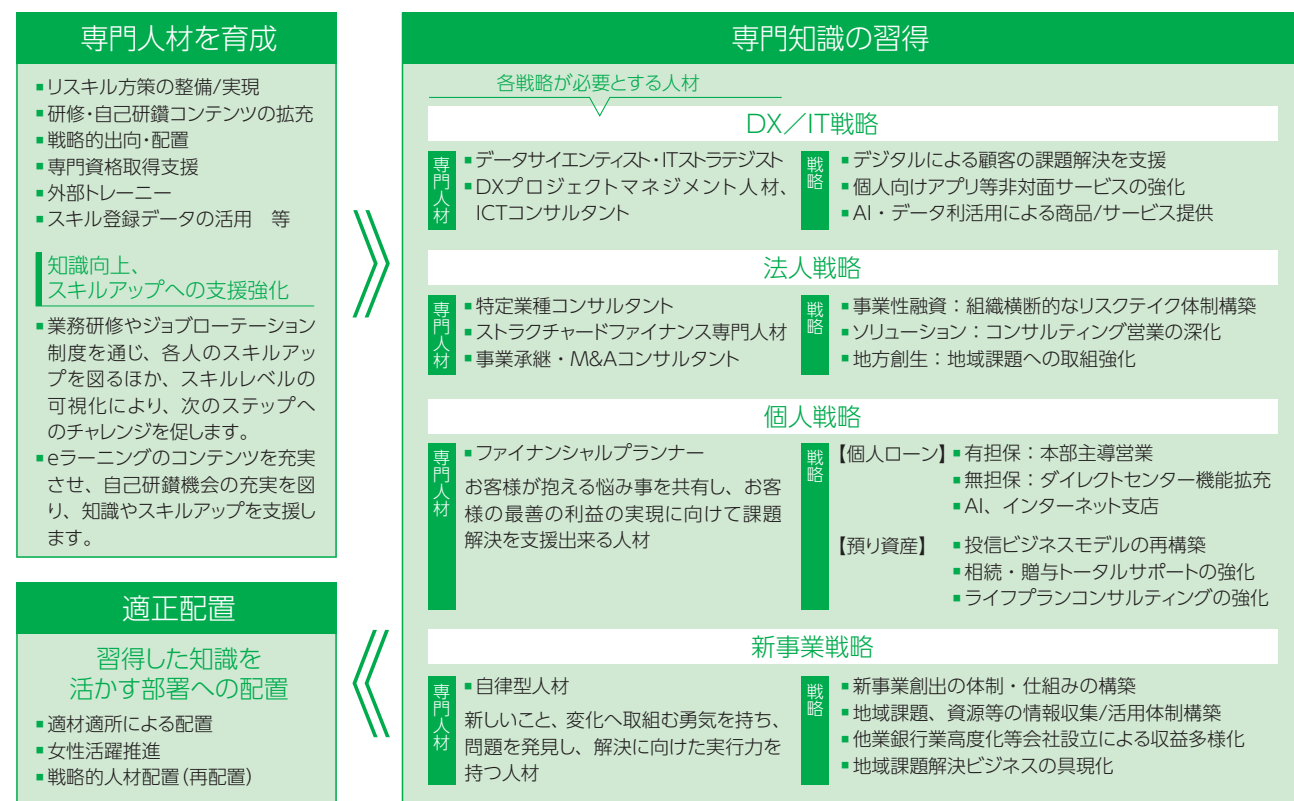 専門人材を育成
▪リスキル方策の整備/実現
▪研修・自己研鑽コンテンツの拡充
▪戦略的出向・配置
▪専門資格取得支援
▪外部トレーニー
▪スキル登録データの活用　等
知識向上、
スキルアップへの支援強化
▪業務研修やジョブローテーション
制度を通じ、各人のスキルアッ
プを図るほか、スキルレベルの
可視化により、次のステップへ
のチャレンジを促します。
▪eラーニングのコンテンツを充実
させ、自己研鑽機会の充実を図
り、知識やスキルアップを支援し
ます。
専門知識の習得
各戦略が必要とする人材
DX／IT戦略
専門人材
▪データサイエンティスト・ITストラテジスト
▪DXプロジェクトマネジメント人材、
ICTコンサルタント
戦略
▪デジタルによる顧客の課題解決を支援
▪個人向けアプリ等非対面サービスの強化
▪AI・データ利活用による商品/サービス提供
法人戦略
専門人材
▪特定業種コンサルタント
▪ストラクチャードファイナンス専門人材
▪事業承継・M&Aコンサルタント
戦略
▪事業性融資：組織横断的なリスクテイク体制構築
▪ソリューション：コンサルティング営業の深化
▪地方創生：地域課題への取組強化
個人戦略
専門人材
▪ファイナンシャルプランナー
お客様が抱える悩み事を共有し、お客
様の最善の利益の実現に向けて課題
解決を支援出来る人材
戦略
【個人ローン】▪有担保：本部主導営業
▪無担保：ダイレクトセンター機能拡充
▪AI、インターネット支店
【預り資産】▪投信ビジネスモデルの再構築
▪相続・贈与トータルサポートの強化
▪ライフプランコンサルティングの強化
新事業戦略
専門人材
▪自律型人材
新しいこと、変化へ取組む勇気を持ち、
問題を発見し、解決に向けた実行力を
持つ人材
戦略
▪新事業創出の体制・仕組みの構築
▪地域課題、資源等の情報収集/活用体制構築
▪他業銀行業高度化等会社設立による収益多様化
▪地域課題解決ビジネスの具現化
適正配置
習得した知識を
活かす部署への配置
▪適材適所による配置
▪女性活躍推進
▪戦略的人材配置（再配置）